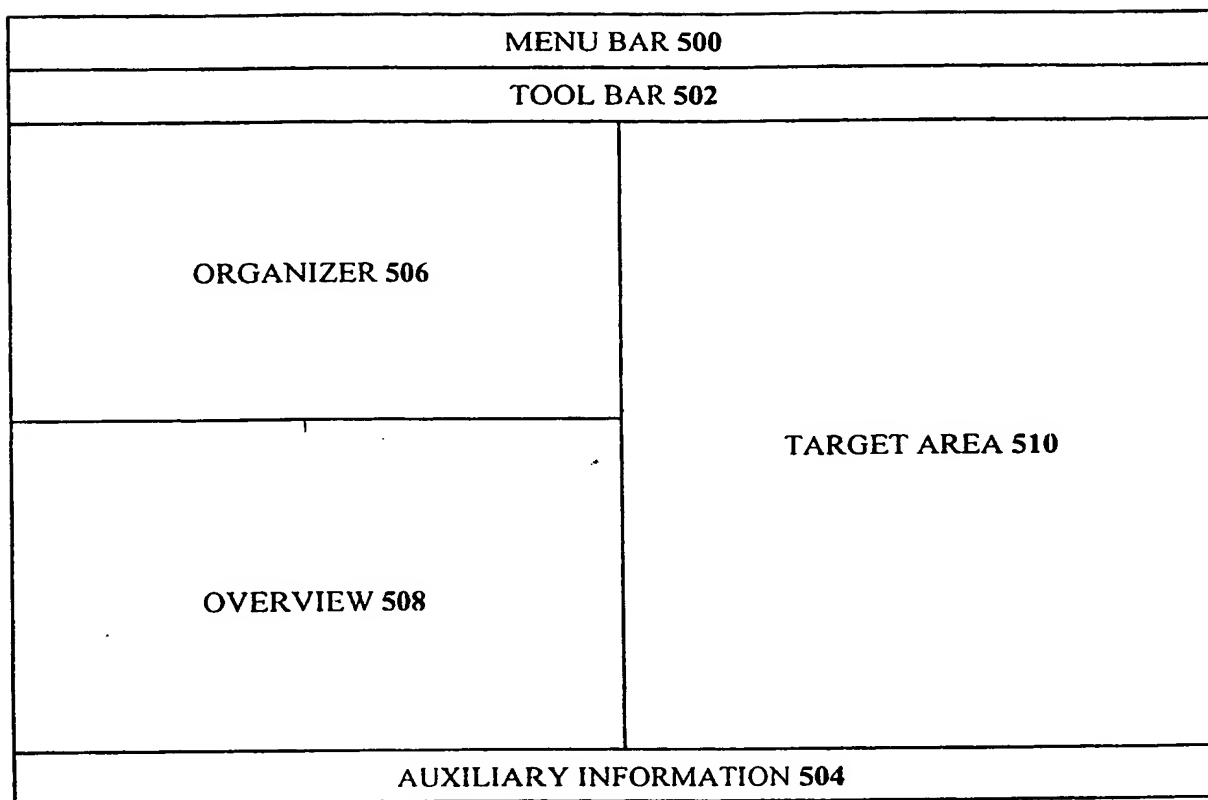 MENU BAR 500
TOOL BAR 502
ORGANIZER 506
TARGET AREA 510
OVERVIEW 508
AUXILIARY INFORMATION 504